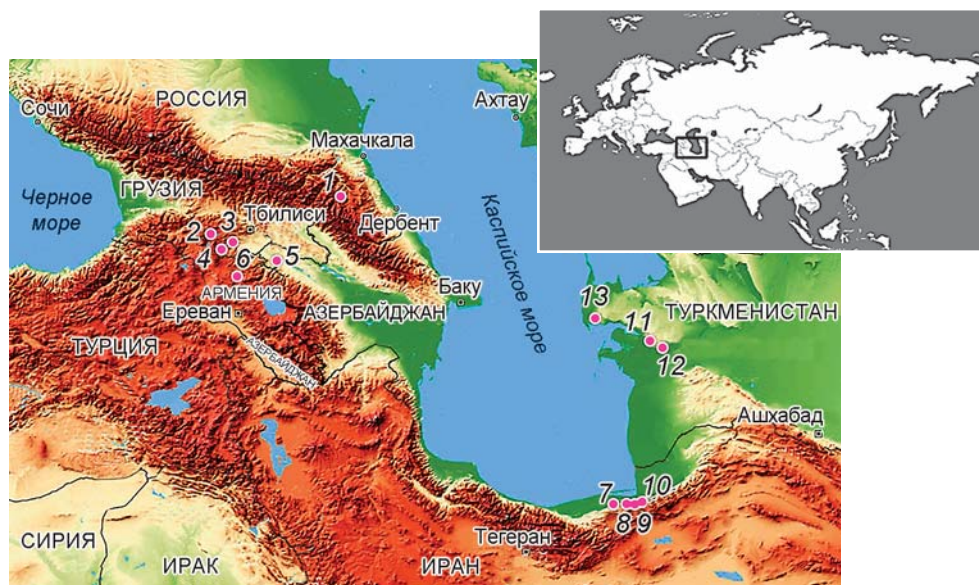 Сочи
РОССИЯ
Ахтау
Махачкала
Черное
море
ГРУЗИЯ
1
Тбилиси
Дербент
2
3
4
6
5
Каспийское море
АРМЕНИЯ
Ереван
АЗЕРБАЙДЖАН
Баку
13
ТУРКМЕНИСТАН
11
12
ТУРЦИЯ
АЗЕРБАЙДЖАН
Ашхабад
7
8
9
10
Тегеран
СИРИЯ
ИРАК
ИРАН